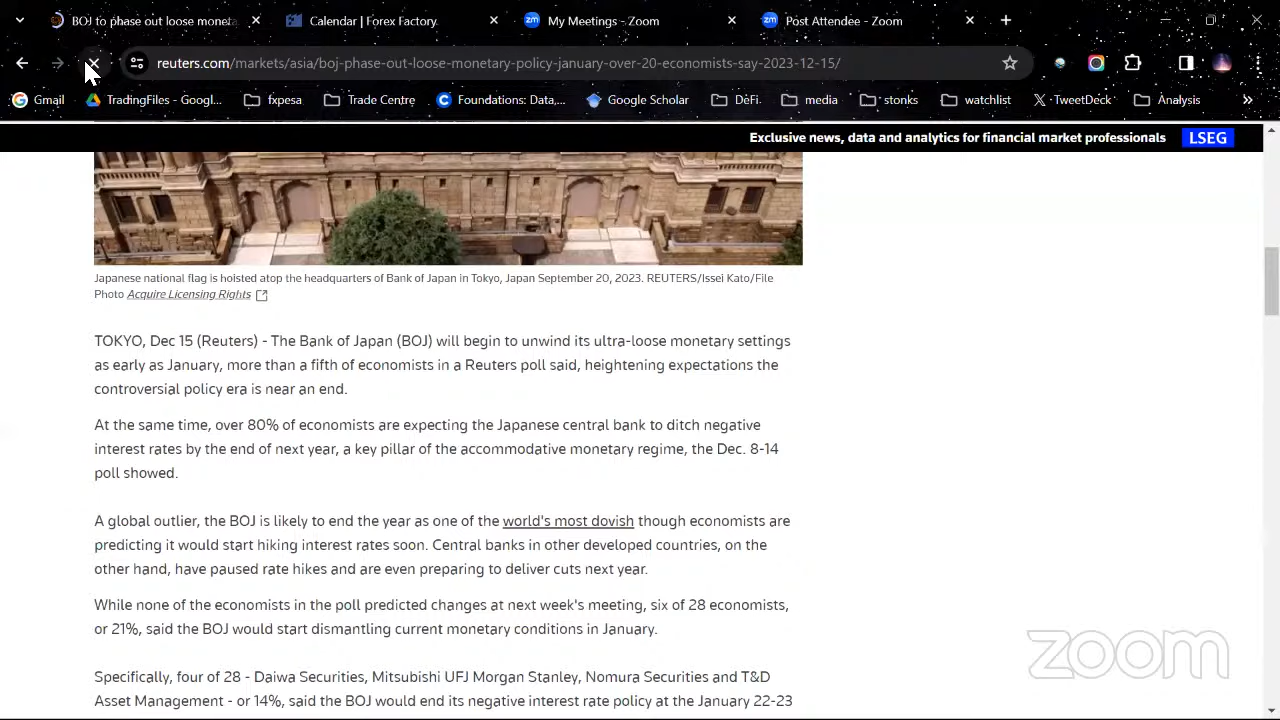 BOJ to phase out loose moneta
Calendar | Forex Factory
My Meetings - Zoom
Post Attendee - Zoom
reuters.com/markets/asia/boj-phase-out-loose-monetary-policy-january-over-20-economists-say-2023-12-15/
Gmail
TradingFiles - Googl...
fxpesa
Trade Centre
Foundations: Data,...
Google Scholar
DeFi
media
stonks
watchlist
TweetDeck
Analysis
Exclusive news, data and analytics for financial market professionals LSEG
Japanese national flag is hoisted atop the headquarters of Bank of Japan in Tokyo, Japan September 20, 2023. REUTERS/Issei Kato/File
Photo Acquire Licensing Rights
TOKYO, Dec 15 (Reuters) - The Bank of Japan (BOJ) will begin to unwind its ultra-loose monetary settings
as early as January, more than a fifth of economists in a Reuters poll said, heightening expectations the
controversial policy era is near an end.
At the same time, over 80% of economists are expecting the Japanese central bank to ditch negative
interest rates by the end of next year, a key pillar of the accommodative monetary regime, the Dec. 8-14
poll showed.
A global outlier, the BOJ is likely to end the year as one of the world's most dovish though economists are
predicting it would start hiking interest rates soon. Central banks in other developed countries, on the
other hand, have paused rate hikes and are even preparing to deliver cuts next year.
While none of the economists in the poll predicted changes at next week's meeting, six of 28 economists,
or 21%, said the BOJ would start dismantling current monetary conditions in January.
Specifically, four of 28 - Daiwa Securities, Mitsubishi UFJ Morgan Stanley, Nomura Securities and T&D
Asset Management - or 14%, said the BOJ would end its negative interest rate policy at the January 22-23
zoom